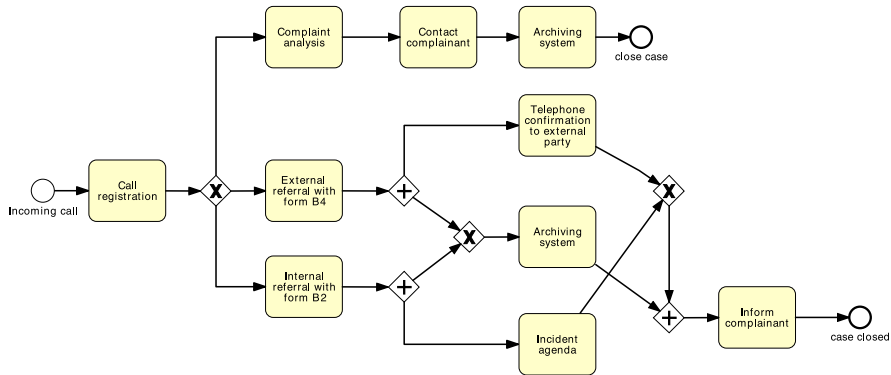 Complaint
analysis
Contact
complainant
Archiving
system
close case
Telephone
confirmation
to external
party
Incoming call
Call
registration
X
External
referral with
form B4
+
X
X
Archiving
system
Internal
referral with
form B2
+
Incident
agenda
+
Inform
complainant
case closed